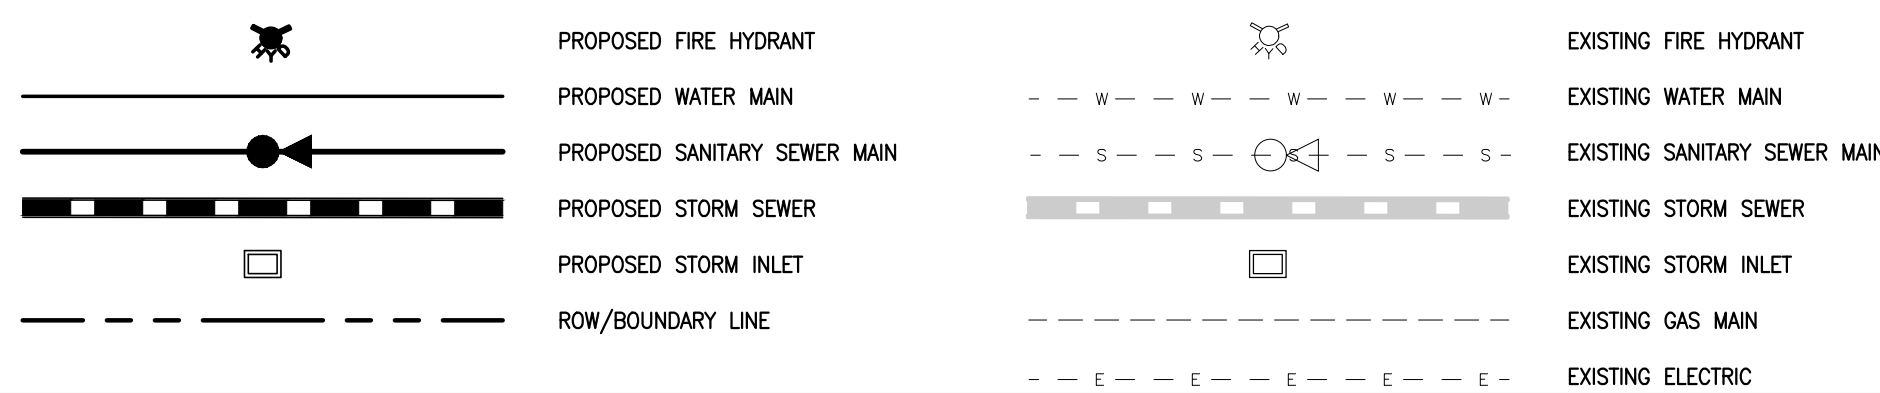 HYD PROPOSED FIRE HYDRANT
PROPOSED WATER MAIN
PROPOSED SANITARY SEWER MAIN
PROPOSED STORM SEWER
PROPOSED STORM INLET
ROW/BOUNDARY LINE
HYD EXISTING FIRE HYDRANT
W W W W W EXISTING WATER MAIN
S S S S S EXISTING SANITARY SEWER MAIN
EXISTING STORM SEWER
EXISTING STORM INLET
EXISTING GAS MAIN
E E E E E EXISTING ELECTRIC